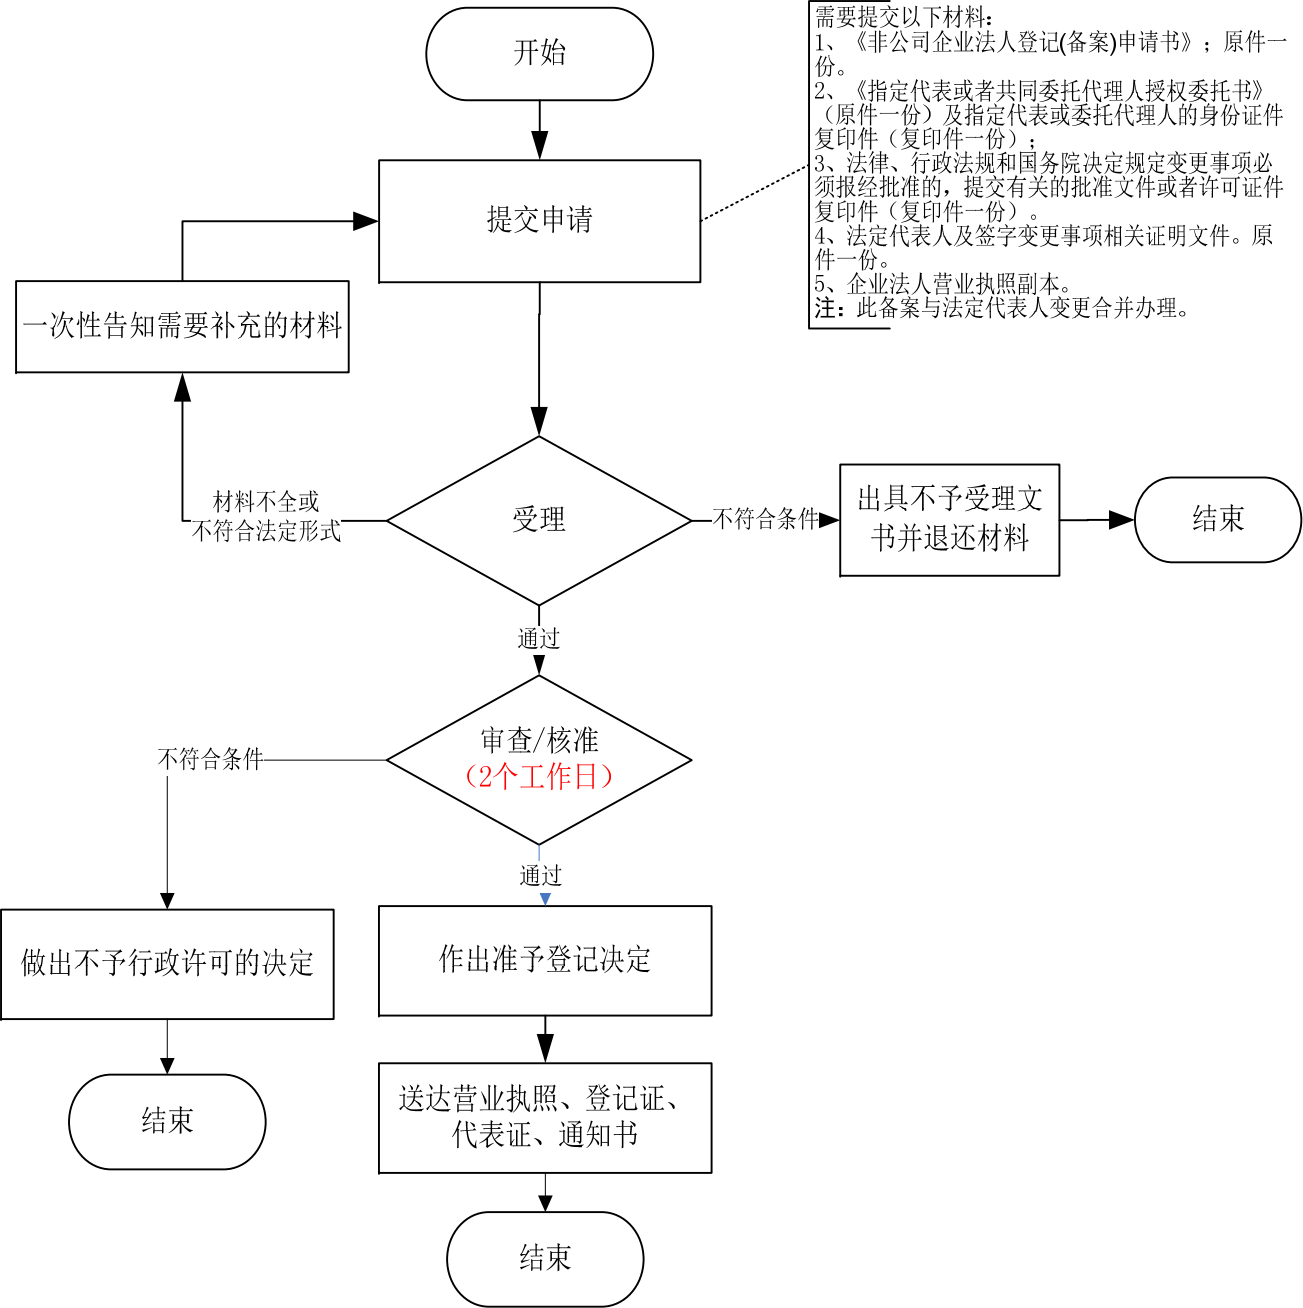 开始
需要提交以下材料：
1、《非公司企业法人登记(备案)申请书》；原件一
份。
2、《指定代表或者共同委托代理人授权委托书》
（原件一份）及指定代表或委托代理人的身份证件
复印件（复印件一份）；
3、法律、行政法规和国务院决定规定变更事项必
须报经批准的，提交有关的批准文件或者许可证件
复印件（复印件一份）。
4、法定代表人及签字变更事项相关证明文件。原
件一份。
5、企业法人营业执照副本。
注：此备案与法定代表人变更合并办理。
提交申请
一次性告知需要补充的材料
材料不全或
不符合法定形式
受理
不符合条件
出具不予受理文
书并退还材料
结束
通过
审查/核准
（2个工作日）
不符合条件
通过
做出不予行政许可的决定
作出准予登记决定
结束
送达营业执照、登记证、
代表证、通知书
结束